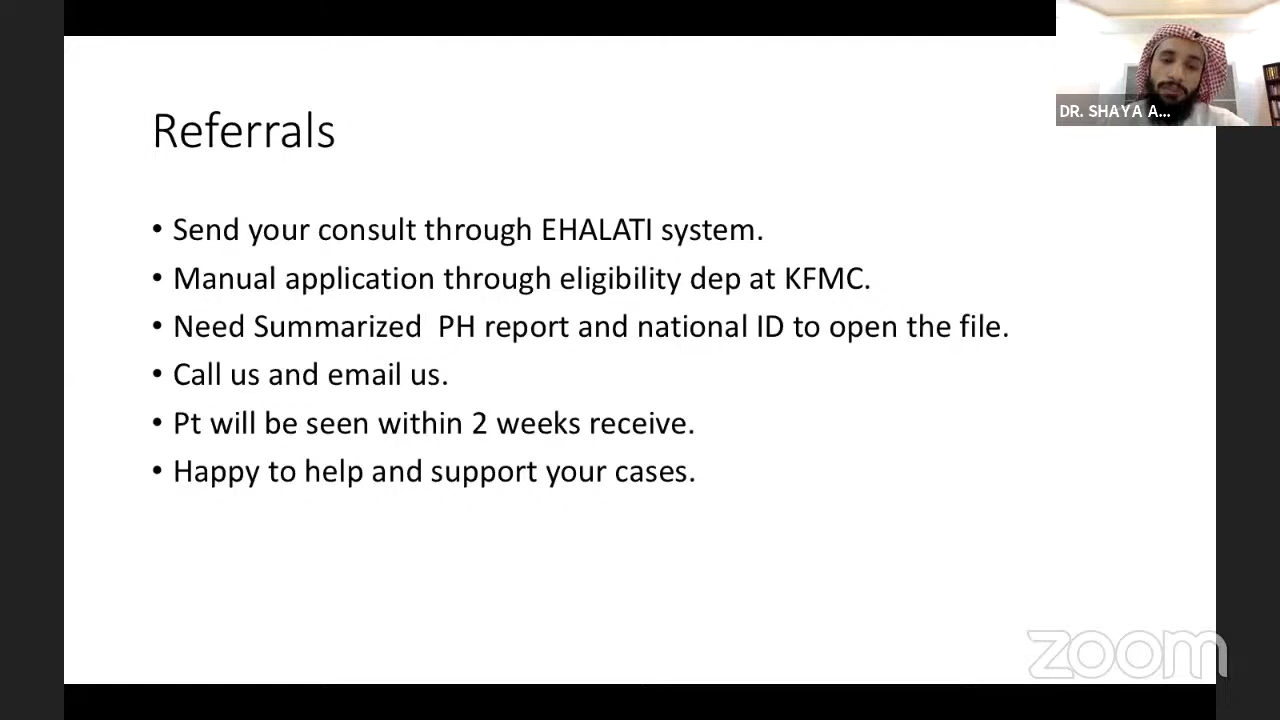 DR. SHAYA A...
Referrals
• Send your consult through EHALATI system.
• Manual application through eligibility dep at KFMC.
• Need Summarized  PH report and national ID to open the file.
• Call us and email us.
• Pt will be seen within 2 weeks receive.
• Happy to help and support your cases.
zoom